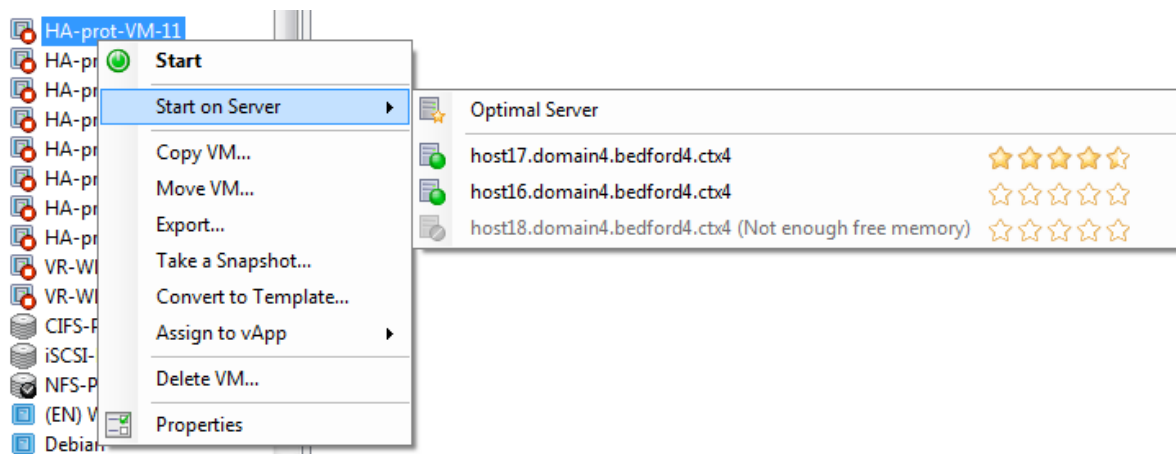 HA-prot-VM-11
HA-pr
HA-pr
HA-pr
HA-pr
HA-pr
HA-pr
HA-pr
VR-WI
VR-WI
CIFS-P
iSCSI-
NFS-P
(EN) W
Debian
Start
Start on Server
Copy VM...
Move VM...
Export...
Take a Snapshot...
Convert to Template...
Assign to vApp
Delete VM...
Properties
Optimal Server
host17.domain4.bedford4.ctx4
host16.domain4.bedford4.ctx4
host18.domain4.bedford4.ctx4 (Not enough free memory)